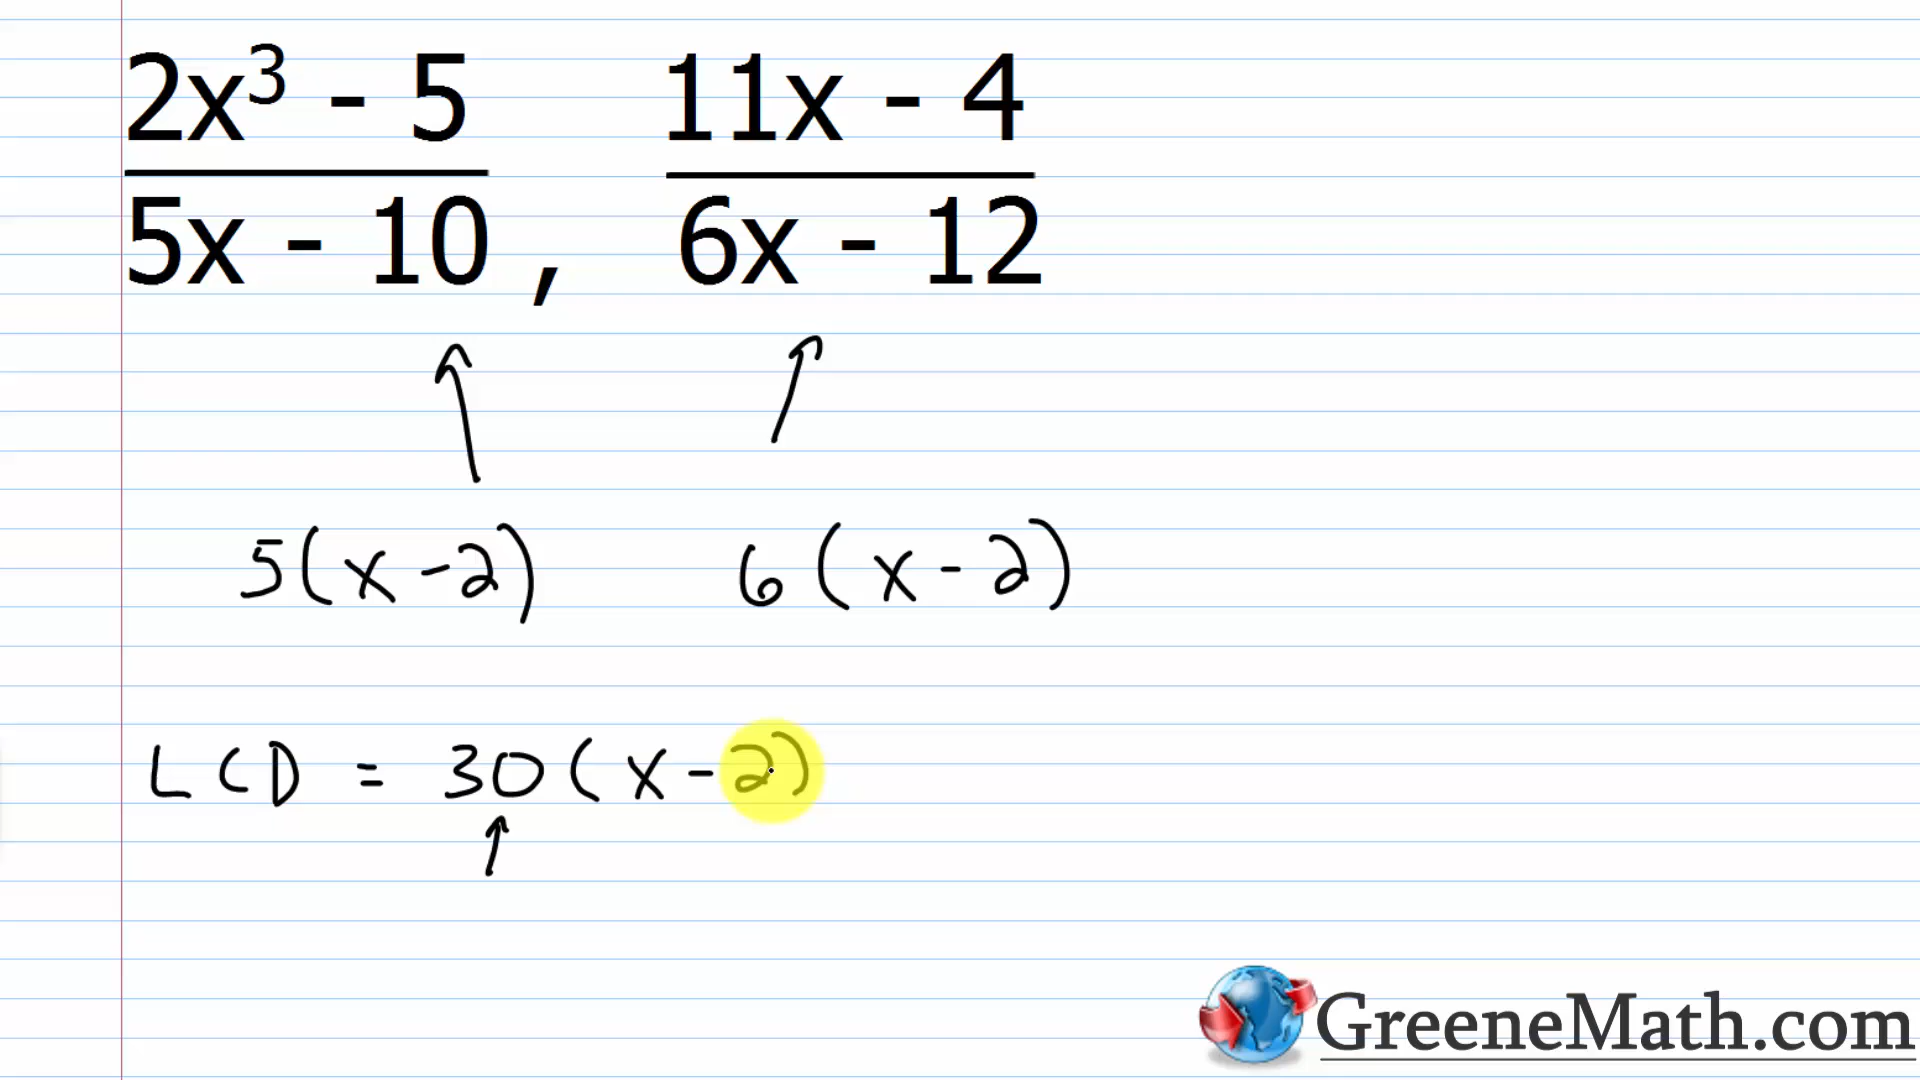 2x³ - 5 11x - 4
5x - 10 , 6x - 12
5(x-2) 6(x-2)
LCD = 30(x-2)
GreeneMath.com